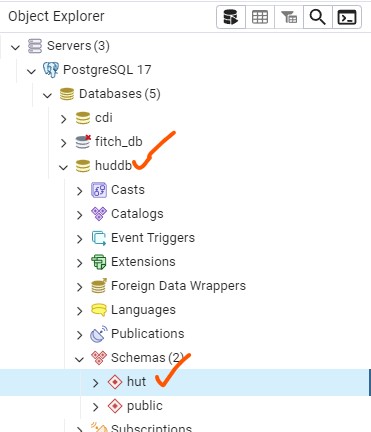 Object Explorer
Servers (3)
PostgreSQL 17
Databases (5)
cdi
fitch_db
huddb
Casts
Catalogs
Event Triggers
Extensions
Foreign Data Wrappers
Languages
Publications
Schemas (2)
hut
public
Subscriptions